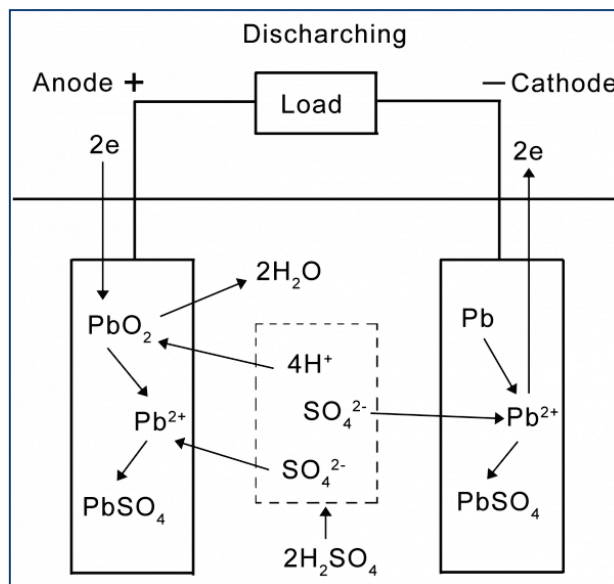 Discharching
Anode + − Cathode
Load
2e 2e
2H₂O
PbO₂ Pb
4H⁺
SO₄²⁻ Pb²⁺
Pb²⁺
SO₄²⁻
PbSO₄ PbSO₄
2H₂SO₄